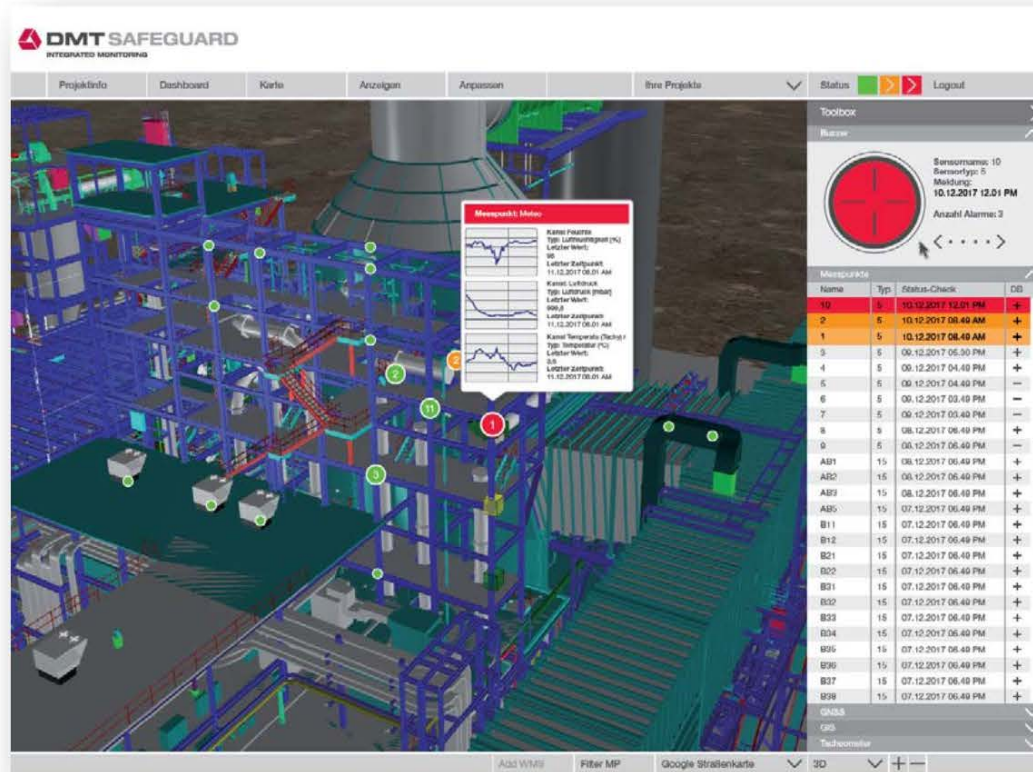 DMT SAFEGUARD
INTEGRATED MONITORING
Projektinfo Dashboard Karte Anzeigen Anpassen Ihre Projekte Status Logout
Toolbox
Buzzer
Sensorname: 10
Sensortyp: 5
Meldung:
10.12.2017 12.01 PM
Anzahl Alarme: 3
Messpunkt: Meteo
Kanal: Feuchte
Typ: Luftfeuchtigkeit (%)
Letzter Wert:
96
Letzter Zeitpunkt:
11.12.2017 06.01 AM
Kanal: Luftdruck
Typ: Luftdruck (mbar)
Letzter Wert:
Letzter Zeitpunkt:
11.12.2017 06.01 AM
Typ: Temperatur (°C)
Letzter Wert:
Letzter Zeitpunkt:
11.12.2017 06.01 AM
2
2
11
1
3
Messpunkte
Name Typ Status-Check DB
10 5 10.12.2017 12.01 PM +
2 5 10.12.2017 08.49 AM +
1 5 10.12.2017 08.49 AM +
3 5 09.12.2017 05.30 PM +
4 5 09.12.2017 04.49 PM +
5 5 09.12.2017 04.49 PM −
6 5 09.12.2017 03.49 PM −
7 5 09.12.2017 03.49 PM −
8 5 08.12.2017 06.49 PM +
9 5 08.12.2017 06.49 PM −
AB1 15 08.12.2017 06.49 PM +
AB2 15 08.12.2017 06.49 PM +
AB3 15 08.12.2017 06.49 PM +
AB5 15 07.12.2017 06.49 PM +
B11 15 07.12.2017 06.49 PM +
B12 15 07.12.2017 06.49 PM +
B21 15 07.12.2017 06.49 PM +
B22 15 07.12.2017 06.49 PM +
B31 15 07.12.2017 06.49 PM +
B32 15 07.12.2017 06.49 PM +
B33 15 07.12.2017 06.49 PM +
B34 15 07.12.2017 06.49 PM +
B35 15 07.12.2017 06.49 PM +
B36 15 07.12.2017 06.49 PM +
B37 15 07.12.2017 06.49 PM +
B38 15 07.12.2017 06.49 PM +
GNSS
GIS
Tacheometer
Add WMS Filter MP Google Straßenkarte 3D + −